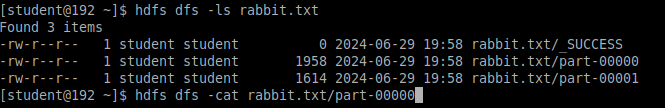 [student@192 ~]$ hdfs dfs -ls rabbit.txt
Found 3 items
-rw-r--r--   1 student student          0 2024-06-29 19:58 rabbit.txt/_SUCCESS
-rw-r--r--   1 student student       1958 2024-06-29 19:58 rabbit.txt/part-00000
-rw-r--r--   1 student student       1614 2024-06-29 19:58 rabbit.txt/part-00001
[student@192 ~]$ hdfs dfs -cat rabbit.txt/part-00000